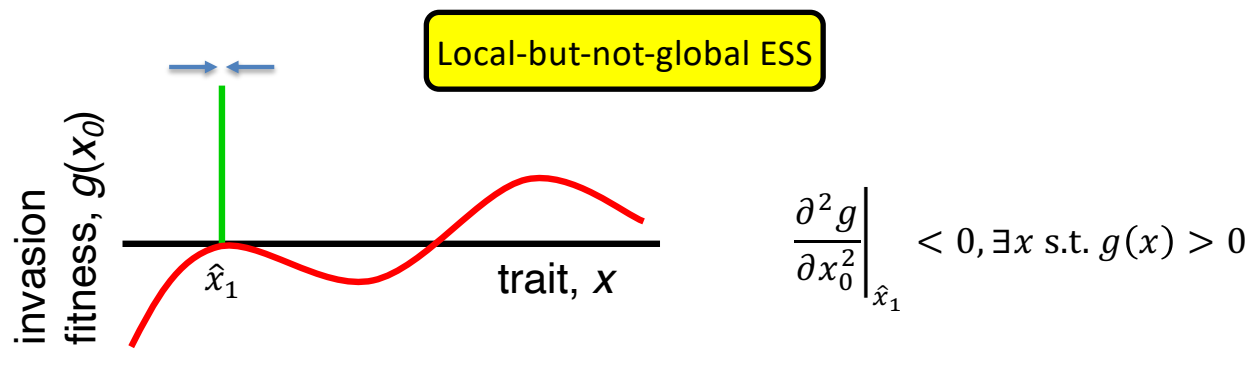 Local-but-not-global ESS
invasion
fitness, g(x₀)
x̂₁
trait, x
∂²g/∂x₀²|x̂₁ < 0, ∃x s.t. g(x) > 0